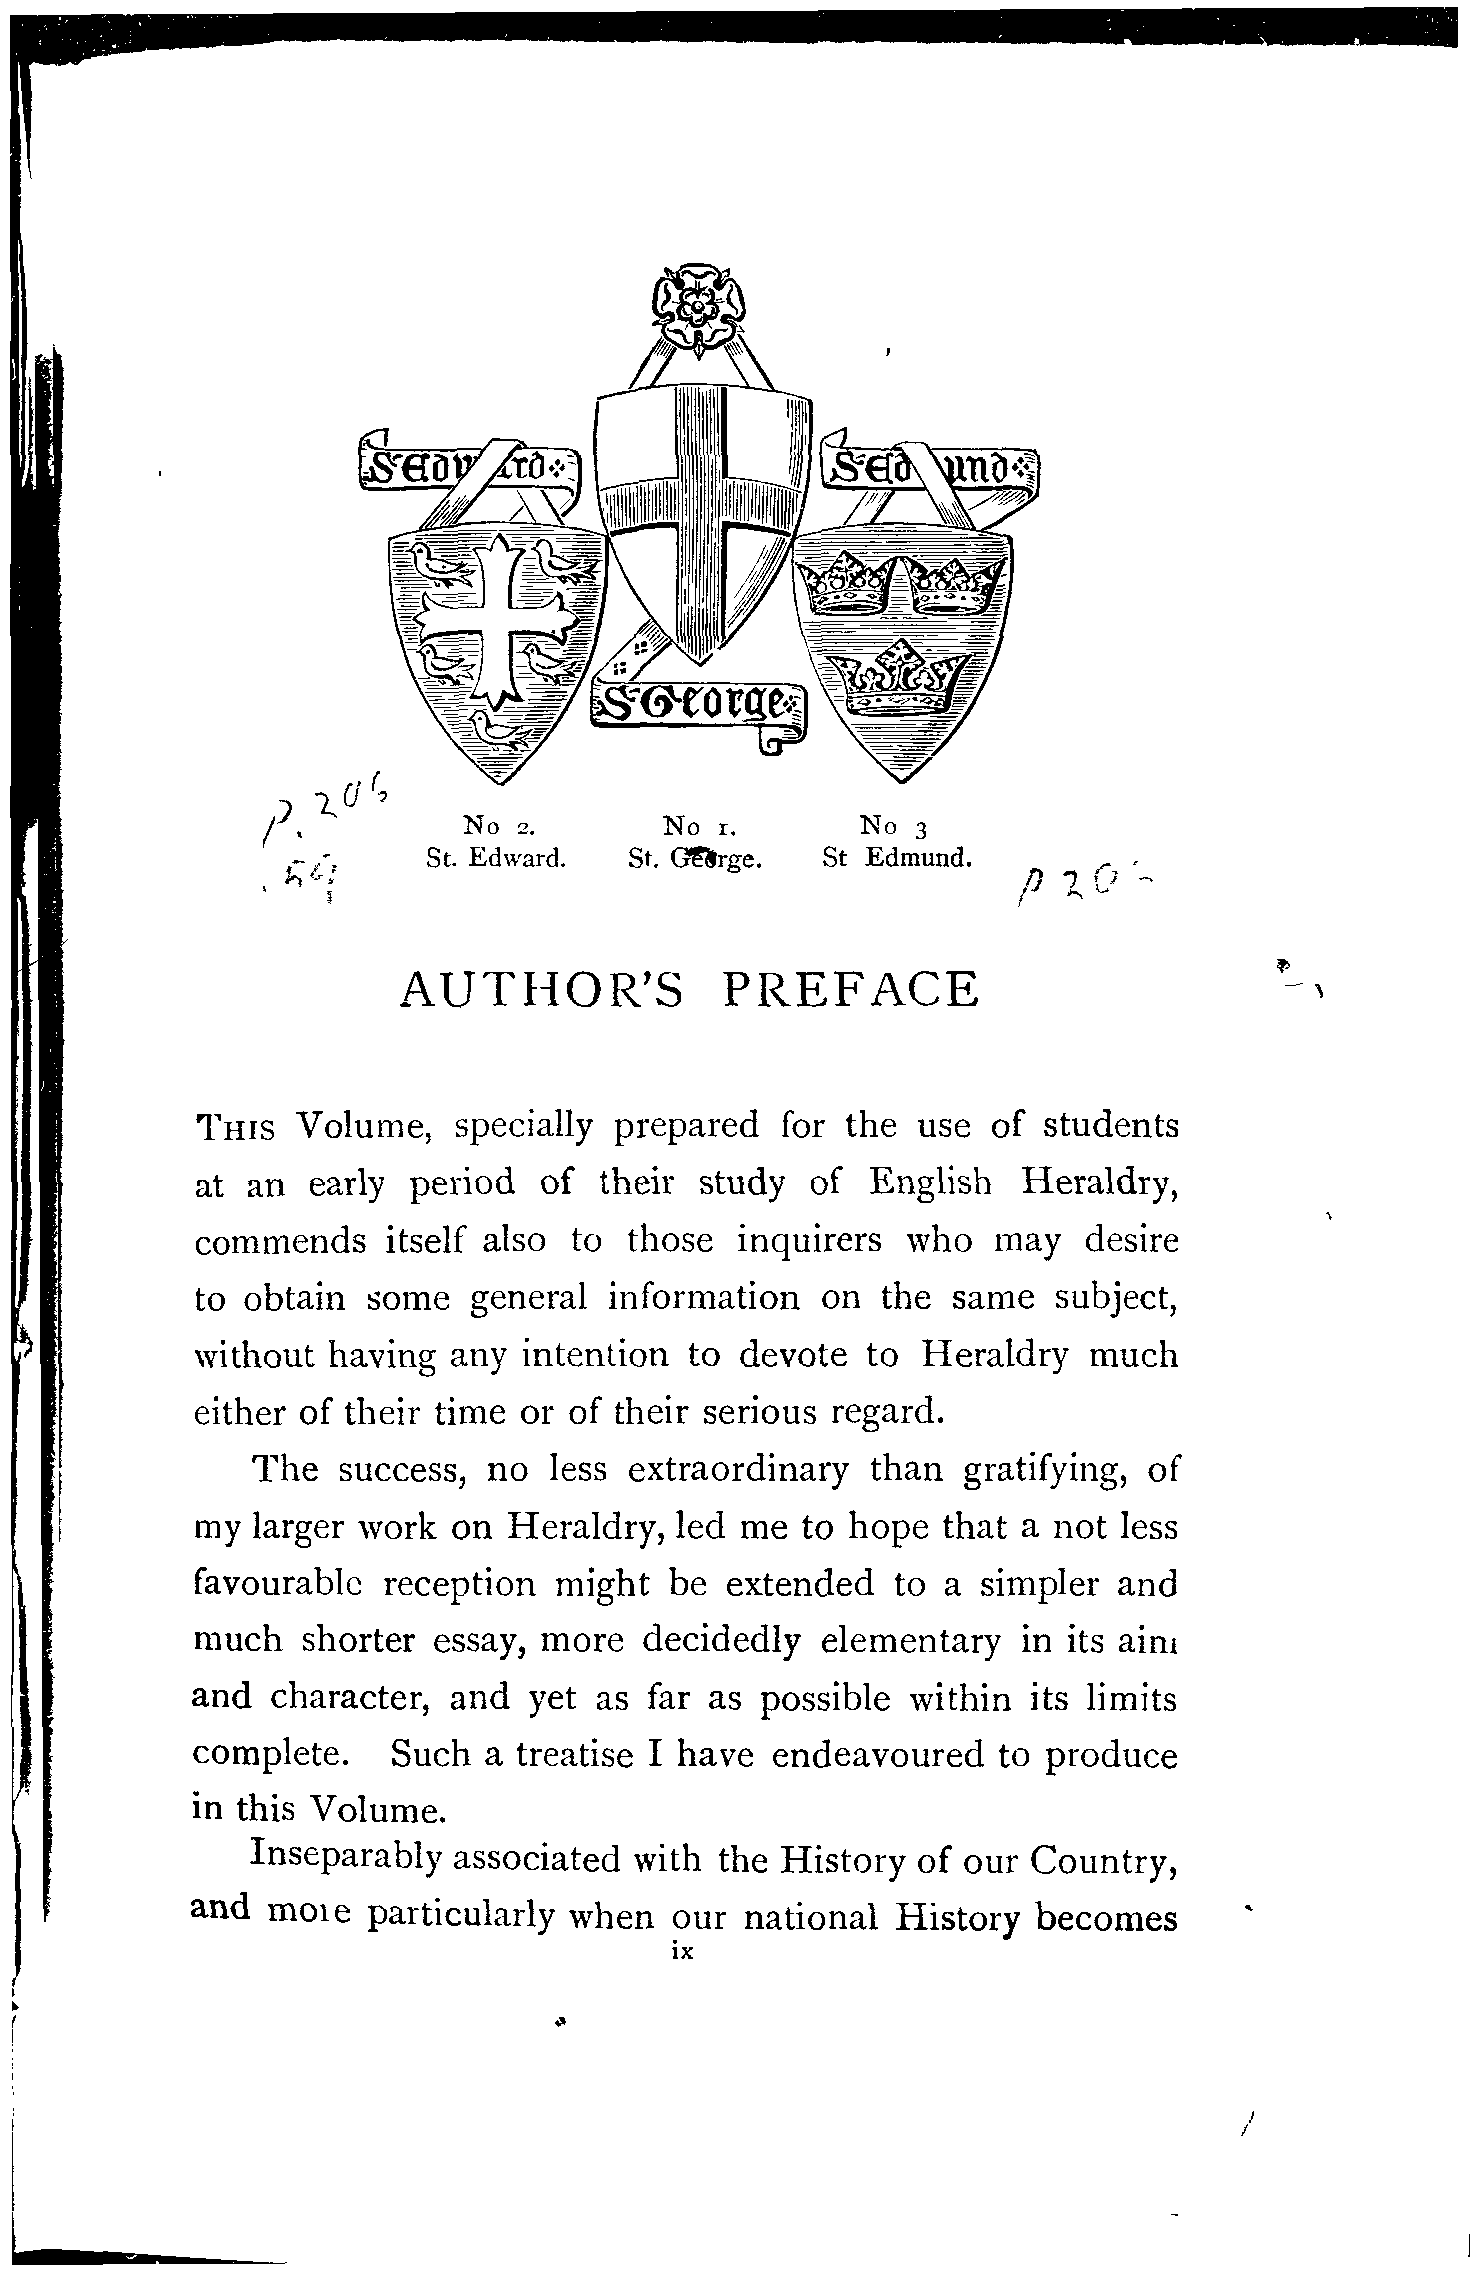 S Edward
S Edmund
S George
p. 206
No 2. No 1. No 3
St. Edward. St. George. St Edmund.
p 20
AUTHOR'S PREFACE
THIS Volume, specially prepared for the use of students
at an early period of their study of English Heraldry,
commends itself also to those inquirers who may desire
to obtain some general information on the same subject,
without having any intention to devote to Heraldry much
either of their time or of their serious regard.
The success, no less extraordinary than gratifying, of
my larger work on Heraldry, led me to hope that a not less
favourable reception might be extended to a simpler and
much shorter essay, more decidedly elementary in its aim
and character, and yet as far as possible within its limits
complete. Such a treatise I have endeavoured to produce
in this Volume.
Inseparably associated with the History of our Country,
and more particularly when our national History becomes
ix